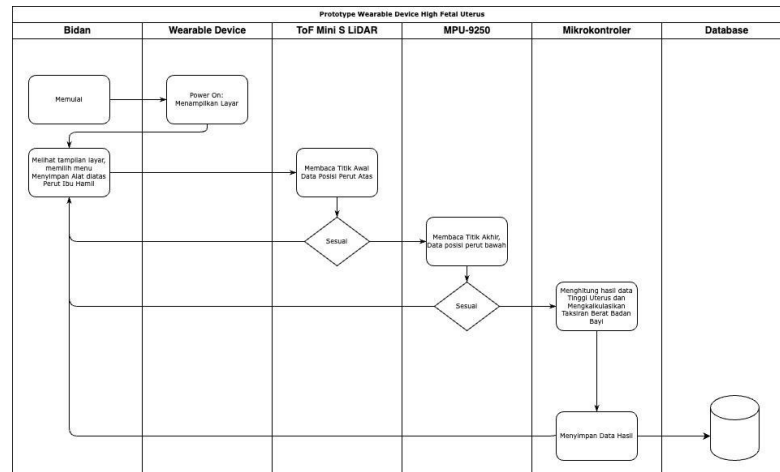 Prototype Wearable Device High Fetal Uterus
Bidan
Wearable Device
ToF Mini S LiDAR
MPU-9250
Mikrokontroler
Database
Memulai
Power On:
Menampilkan Layar
Melihat tampilan layar,
memilih menu
Menyimpan Alat diatas
Perut Ibu Hamil
Membaca Titik Awal
Data Posisi Perut Atas
Sesuai
Membaca Titik Akhir,
Data posisi perut bawah
Sesuai
Menghitung hasil data
Tinggi Uterus dan
Mengkalkulasikan
Taksiran Berat Badan
Bayi
Menyimpan Data Hasil